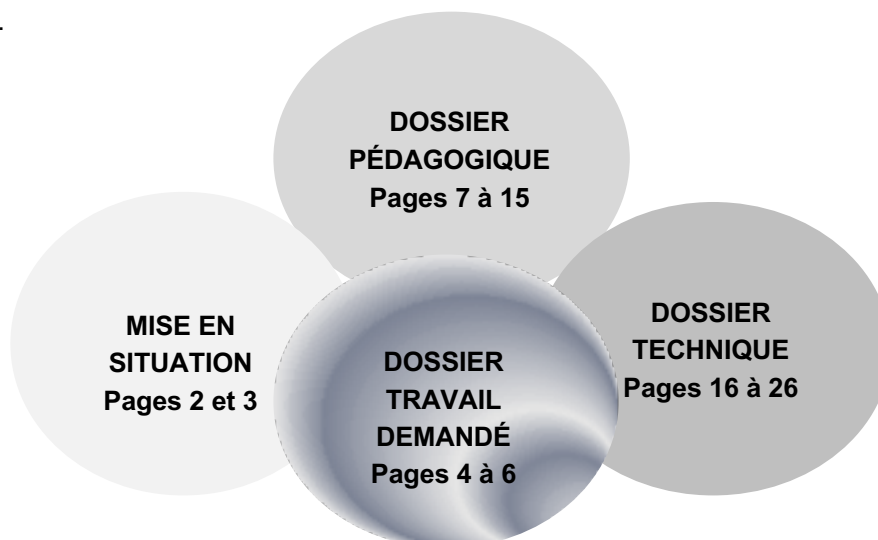 DOSSIER
PÉDAGOGIQUE
Pages 7 à 15
MISE EN
SITUATION
Pages 2 et 3
DOSSIER
TRAVAIL
DEMANDÉ
Pages 4 à 6
DOSSIER
TECHNIQUE
Pages 16 à 26